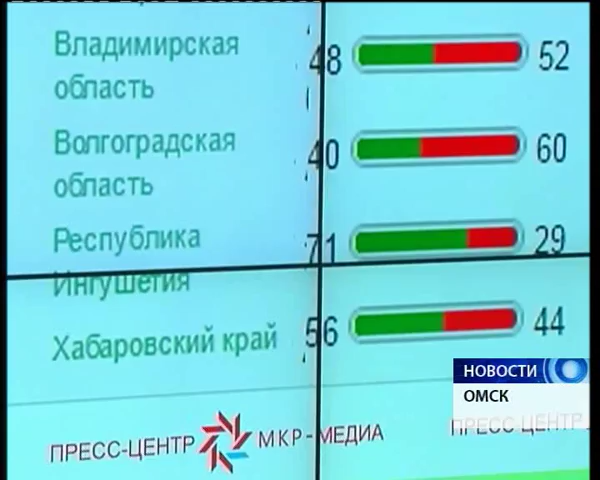 Владимирская
область
48 52
Волгоградская
область
40 60
Республика
Ингушетия
71 29
Хабаровский край
56 44
НОВОСТИ
ОМСК
ПРЕСС-ЦЕНТР МКР-МЕДИА
ПРЕСС-ЦЕНТР